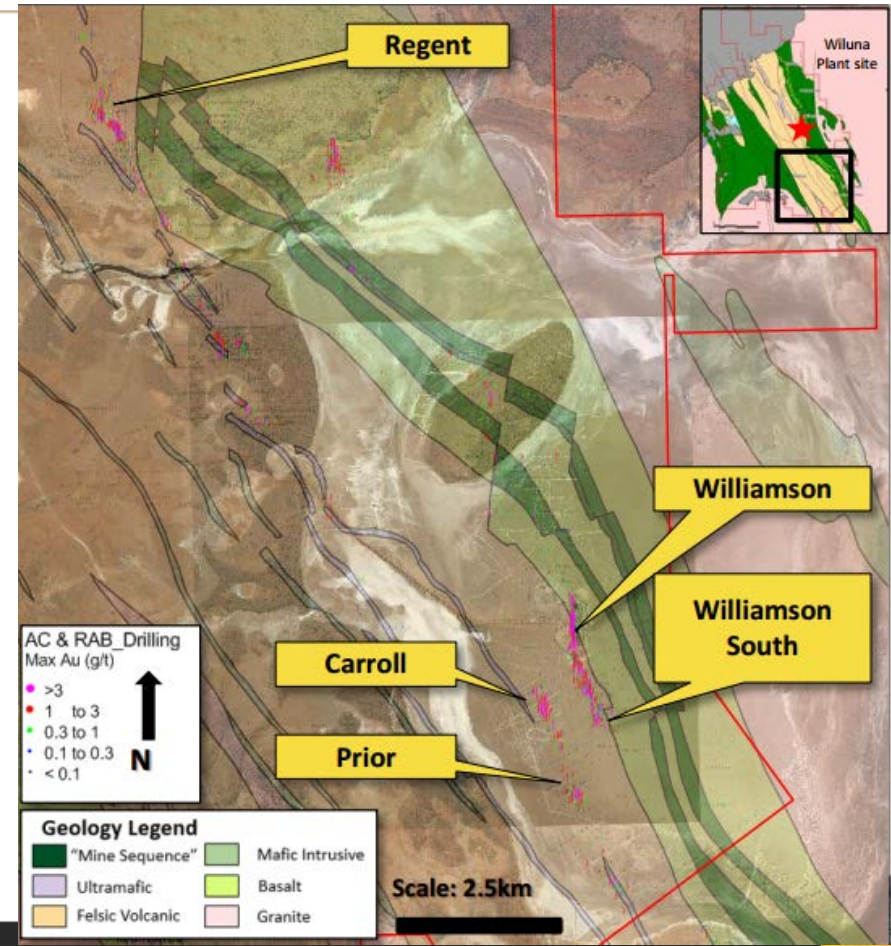 Regent
Wiluna
Plant site
Williamson
Williamson
South
Carroll
Prior
AC & RAB_Drilling
Max Au (g/t)
>3
1 to 3
0.3 to 1
0.1 to 0.3
< 0.1
N
Geology Legend
"Mine Sequence"
Mafic Intrusive
Ultramafic
Basalt
Felsic Volcanic
Granite
Scale: 2.5km